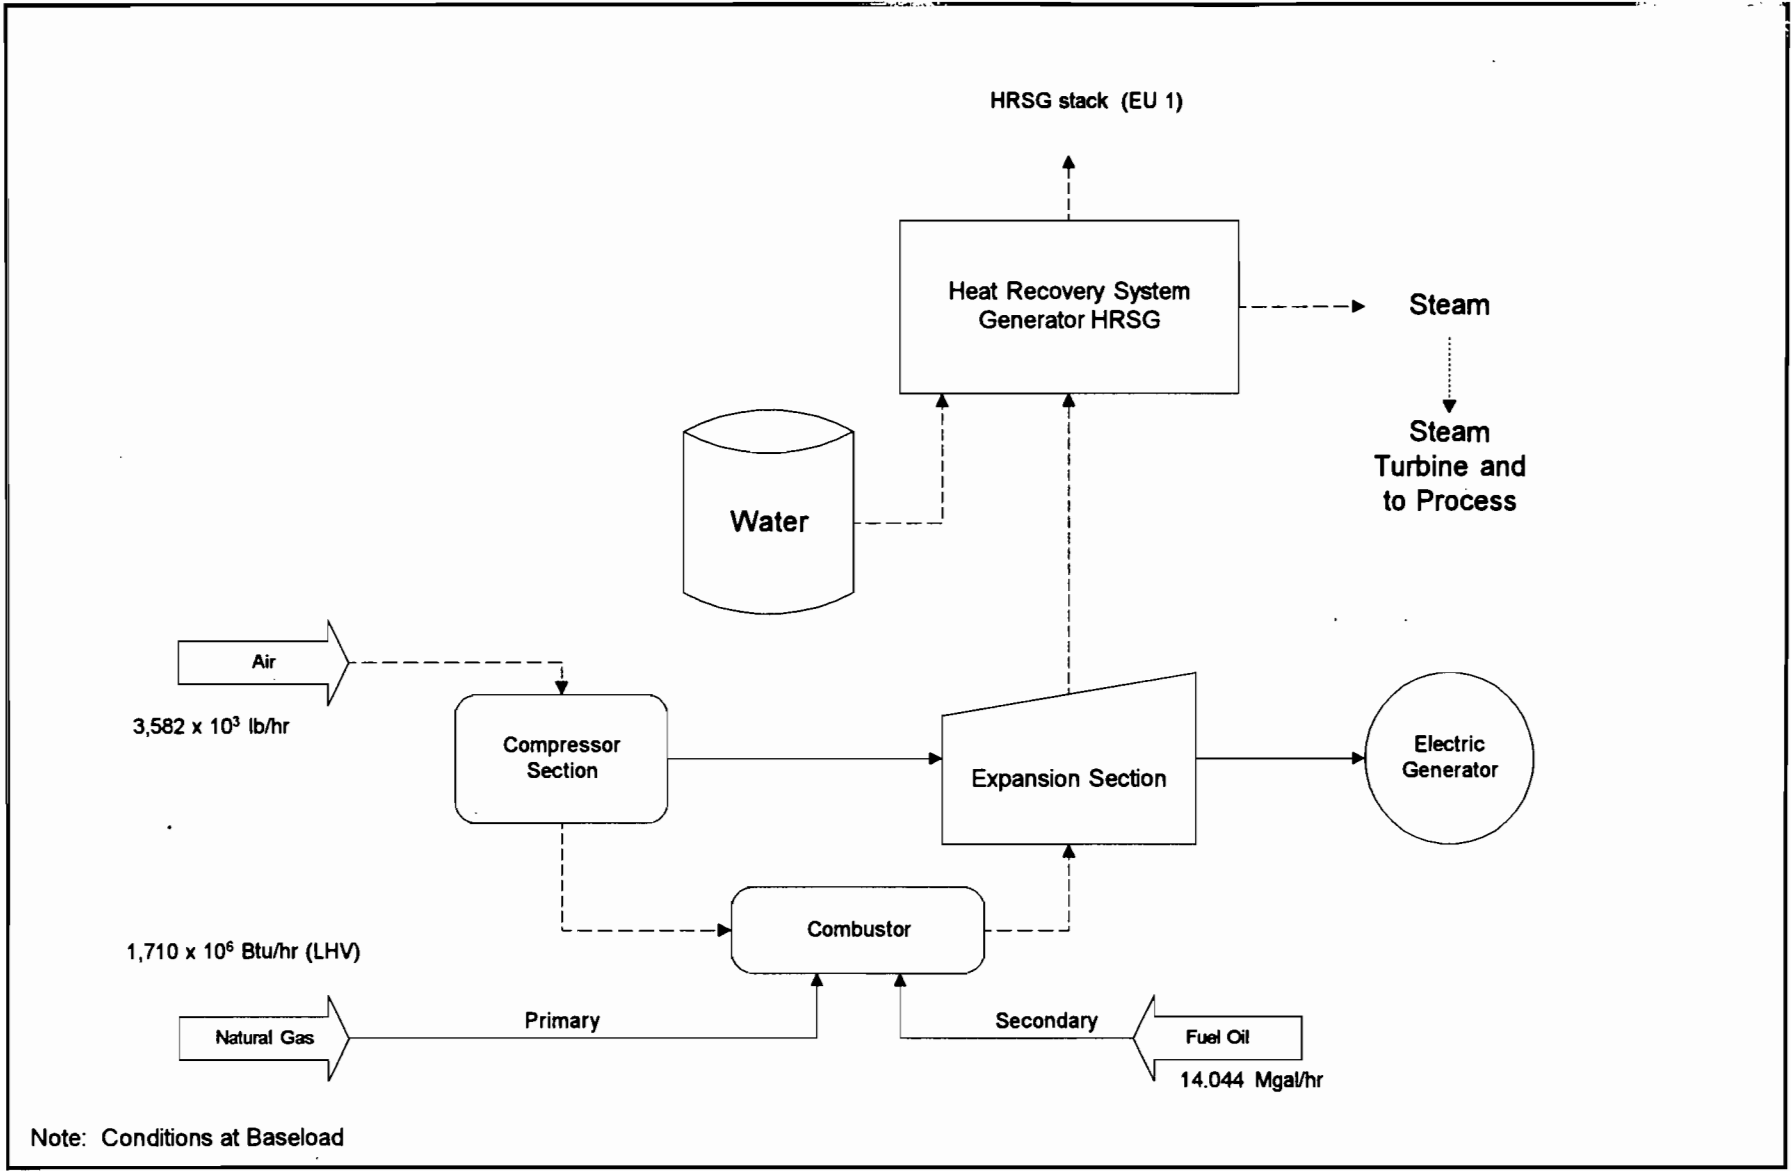 HRSG stack (EU 1)
Heat Recovery System
Generator HRSG
Steam
Steam
Turbine and
to Process
Water
Air
3,582 x 10³ lb/hr
Compressor
Section
Expansion Section
Electric
Generator
Combustor
1,710 x 10⁶ Btu/hr (LHV)
Natural Gas
Primary
Secondary
Fuel Oil
14.044 Mgal/hr
Note: Conditions at Baseload